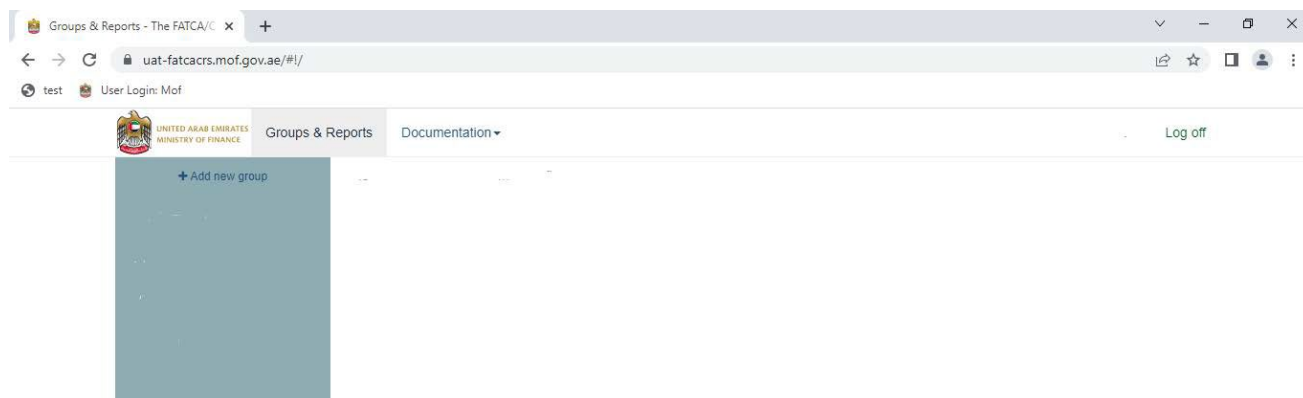 Groups & Reports - The FATCA/C
uat-fatcacrs.mof.gov.ae/#!/
test User Login: Mof
UNITED ARAB EMIRATES
MINISTRY OF FINANCE
Groups & Reports Documentation Log off
+ Add new group